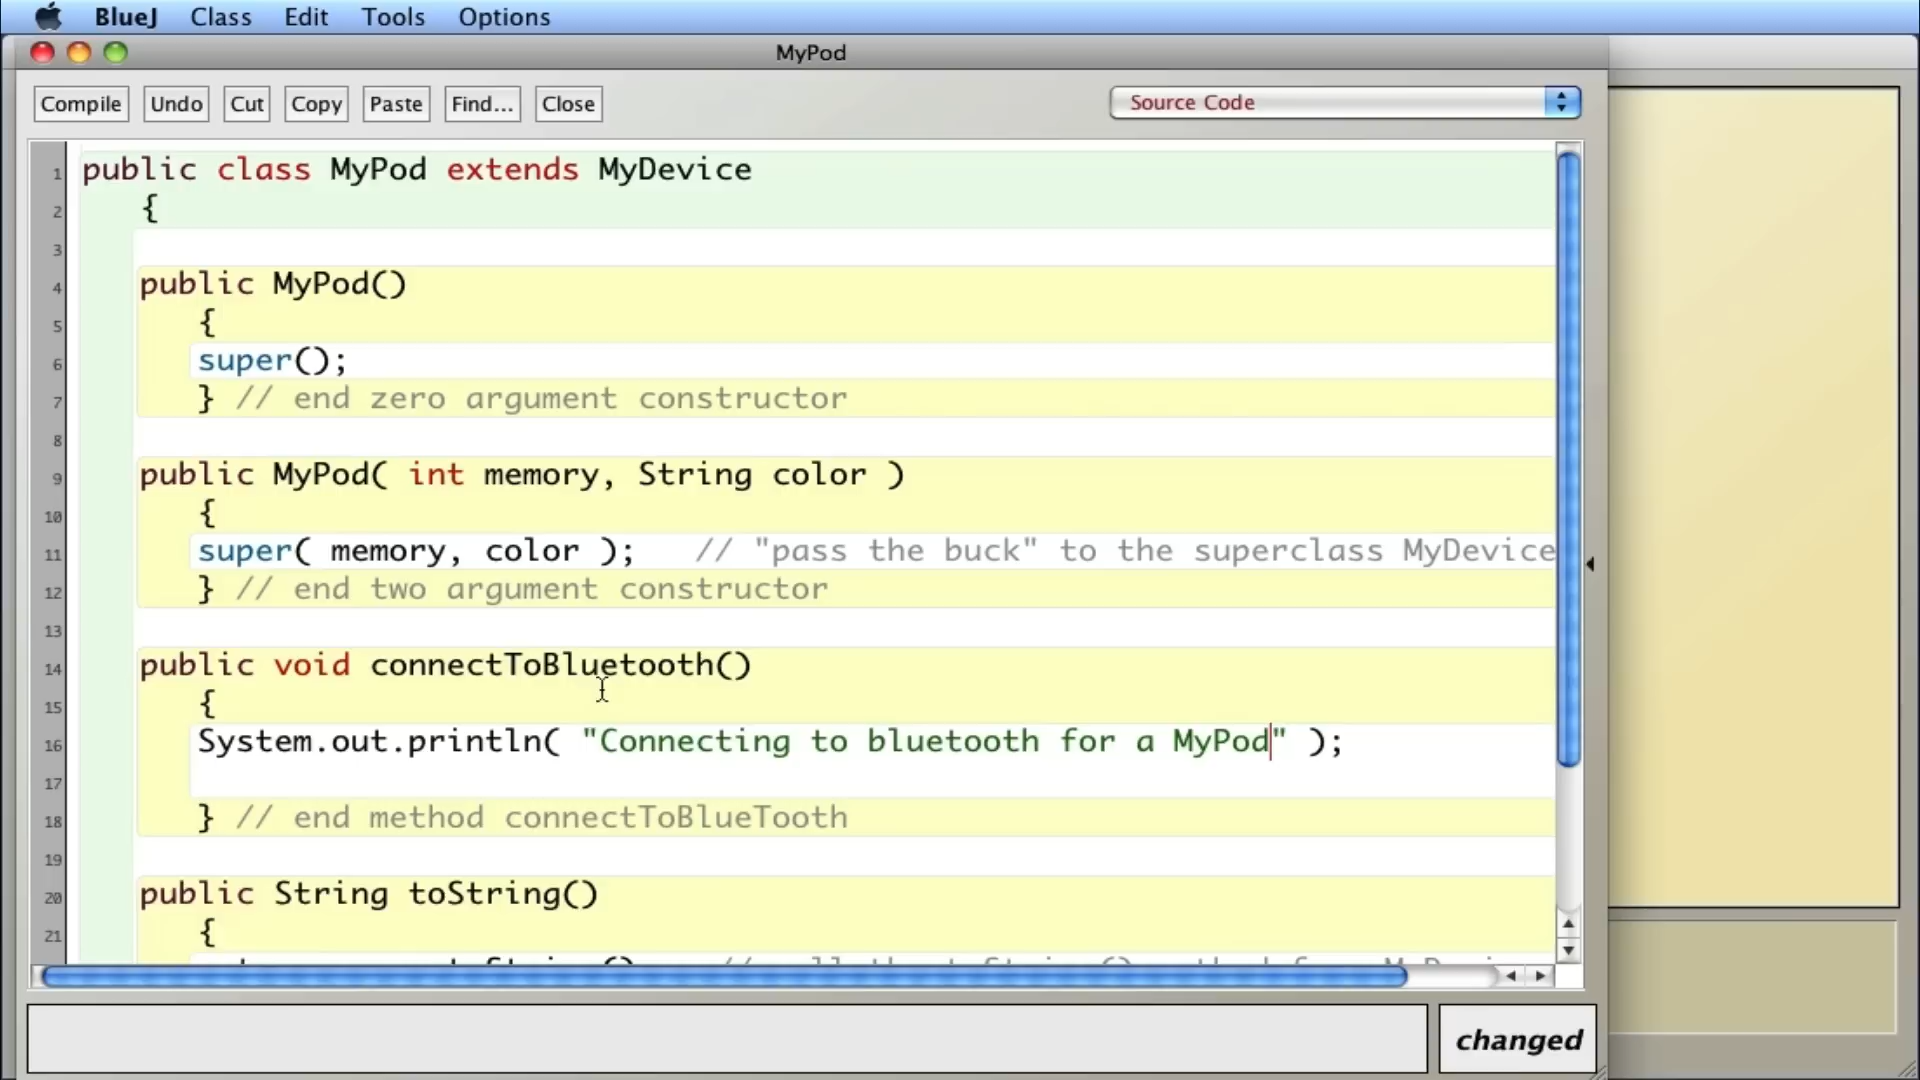 BlueJ Class Edit Tools Options
MyPod
Compile Undo Cut Copy Paste Find... Close Source Code
1 public class MyPod extends MyDevice
2 {
3
4 public MyPod()
5 {
6 super();
7 } // end zero argument constructor
8
9 public MyPod( int memory, String color )
10 {
11 super( memory, color ); // "pass the buck" to the superclass MyDevice
12 } // end two argument constructor
13
14 public void connectToBluetooth()
15 {
16 System.out.println( "Connecting to bluetooth for a MyPod" );
17
18 } // end method connectToBlueTooth
19
20 public String toString()
21 {
changed